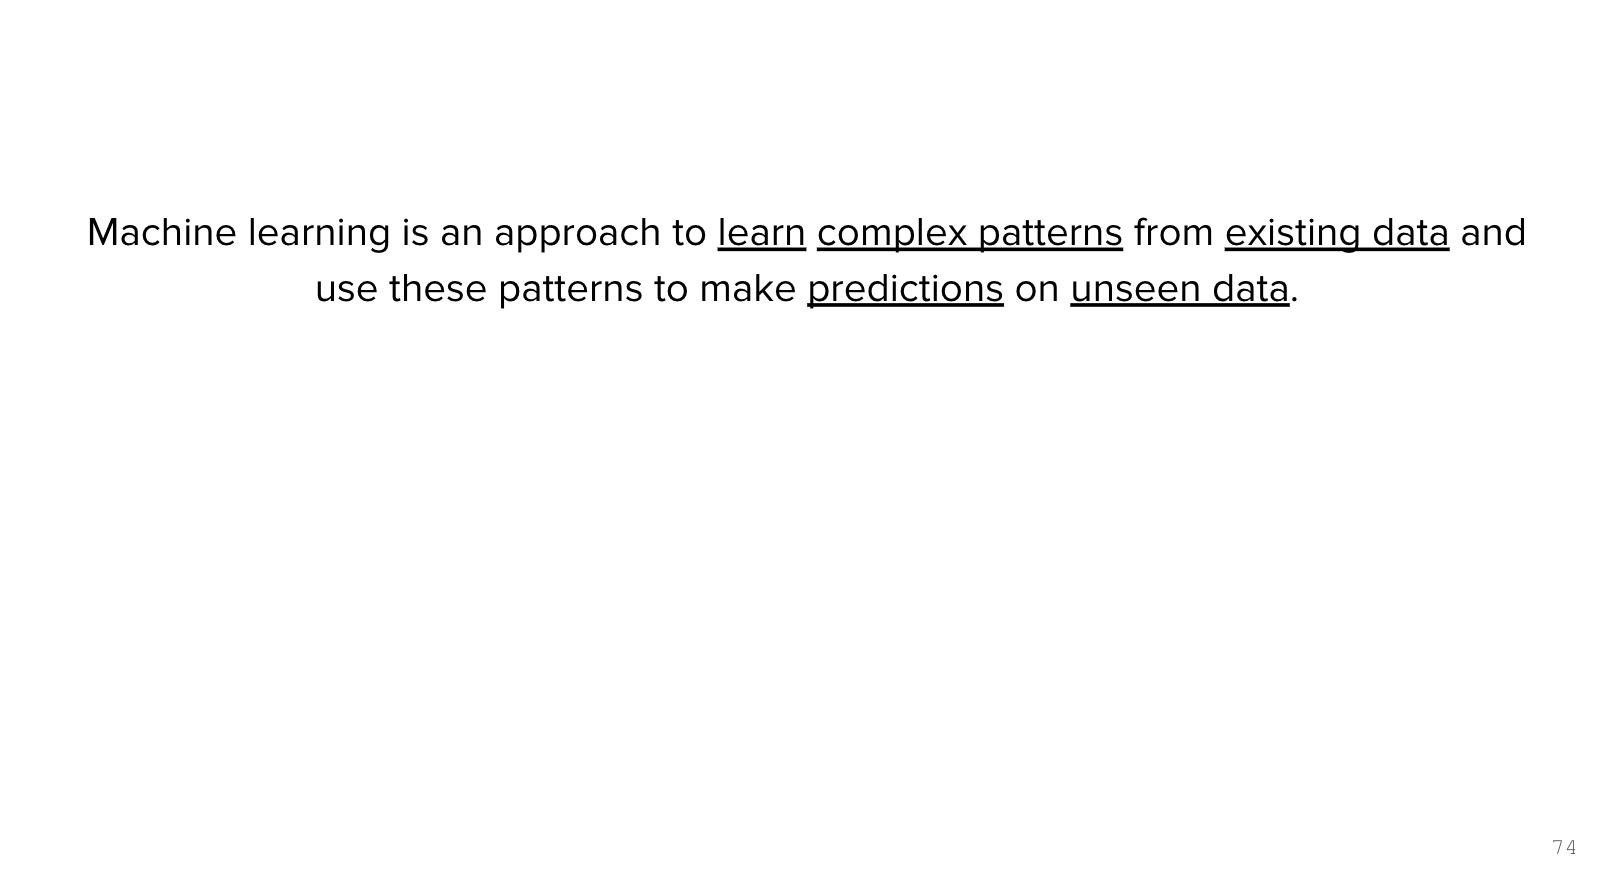 Machine learning is an approach to learn complex patterns from existing data and
use these patterns to make predictions on unseen data.
74